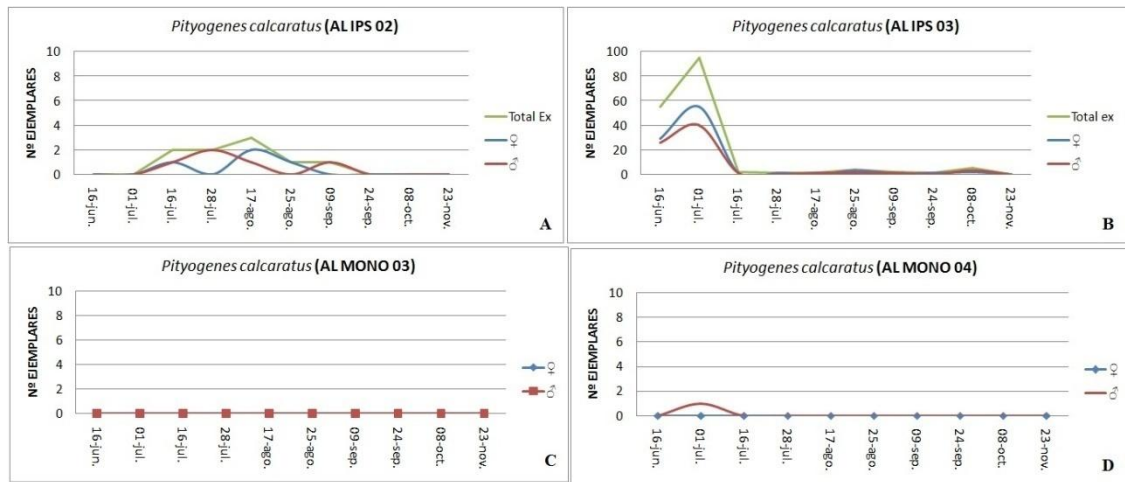 Pityogenes calcaratus (AL IPS 02)
Nº EJEMPLARES
10
8
6
4
2
0
16-jun.
01-jul.
16-jul.
28-jul.
17-ago.
25-ago.
09-sep.
24-sep.
08-oct.
23-nov.
Total Ex
♀
♂
A
Pityogenes calcaratus (AL IPS 03)
Nº EJEMPLARES
100
80
60
40
20
0
16-jun.
01-jul.
16-jul.
28-jul.
17-ago.
25-ago.
09-sep.
24-sep.
08-oct.
23-nov.
Total ex
♀
♂
B
Pityogenes calcaratus (AL MONO 03)
Nº EJEMPLARES
10
8
6
4
2
0
16-jun.
01-jul.
16-jul.
28-jul.
17-ago.
25-ago.
09-sep.
24-sep.
08-oct.
23-nov.
♀
♂
C
Pityogenes calcaratus (AL MONO 04)
Nº EJEMPLARES
10
8
6
4
2
0
16-jun.
01-jul.
16-jul.
28-jul.
17-ago.
25-ago.
09-sep.
24-sep.
08-oct.
23-nov.
♀
♂
D